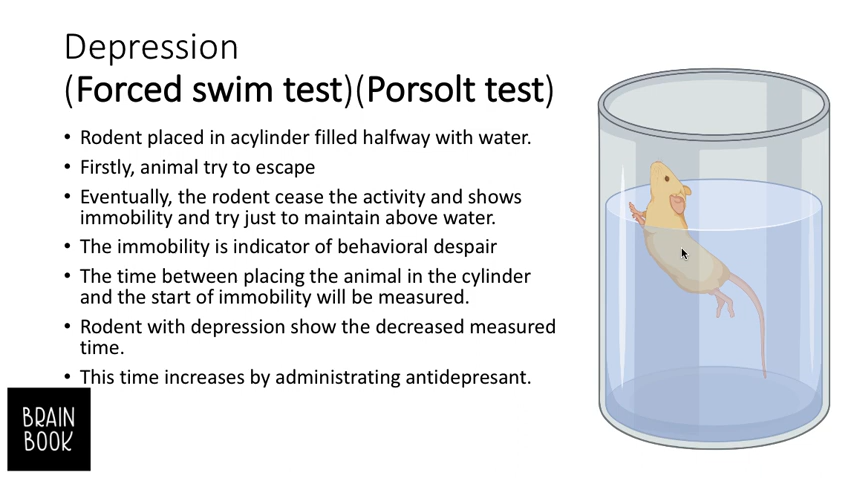 Depression
(Forced swim test)(Porsolt test)
• Rodent placed in acylinder filled halfway with water.
• Firstly, animal try to escape
• Eventually, the rodent cease the activity and shows
immobility and try just to maintain above water.
• The immobility is indicator of behavioral despair
• The time between placing the animal in the cylinder
and the start of immobility will be measured.
• Rodent with depression show the decreased measured
time.
• This time increases by administrating antidepresant.
BRAIN
BOOK